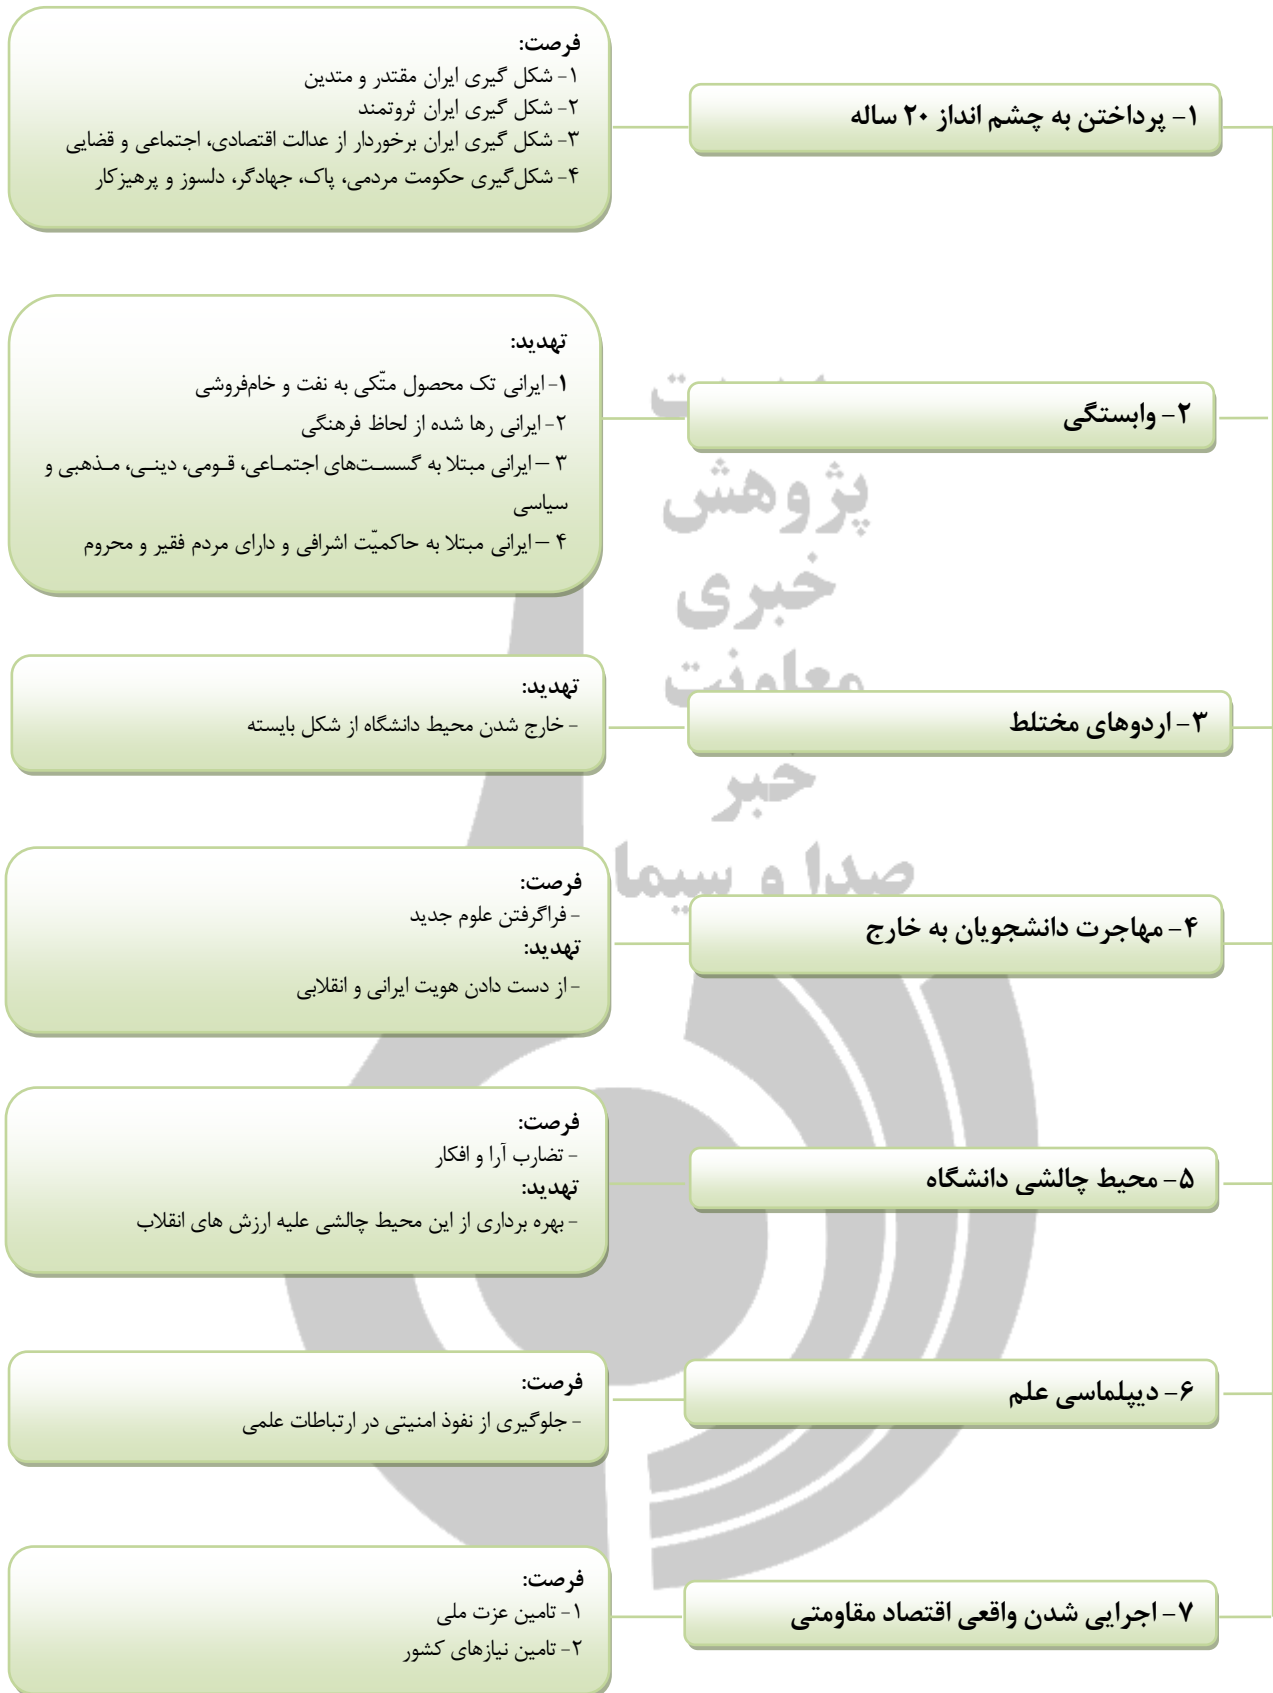 ۱- پرداختن به چشم انداز ۲۰ ساله
فرصت:
۱- شکل گیری ایران مقتدر و متدین
۲- شکل گیری ایران ثروتمند
۳- شکل گیری ایران برخوردار از عدالت اقتصادی، اجتماعی و قضایی
۴- شکل‌گیری حکومت مردمی، پاک، جهادگر، دلسوز و پرهیزکار
۲- وابستگی
تهدید:
۱- ایرانی تک محصول متّکی به نفت و خام‌فروشی
۲- ایرانی رها شده از لحاظ فرهنگی
۳ – ایرانی مبتلا به گسست‌های اجتماعی، قومی، دینی، مذهبی و
سیاسی
۴ – ایرانی مبتلا به حاکمیّت اشرافی و دارای مردم فقیر و محروم
پژوهش
خبری
معاونت
خبر
صدا و سیما
۳- اردوهای مختلط
تهدید:
- خارج شدن محیط دانشگاه از شکل بایسته
۴- مهاجرت دانشجویان به خارج
فرصت:
- فراگرفتن علوم جدید
تهدید:
- از دست دادن هویت ایرانی و انقلابی
۵- محیط چالشی دانشگاه
فرصت:
- تضارب آرا و افکار
تهدید:
- بهره برداری از این محیط چالشی علیه ارزش های انقلاب
۶- دیپلماسی علم
فرصت:
- جلوگیری از نفوذ امنیتی در ارتباطات علمی
۷- اجرایی شدن واقعی اقتصاد مقاومتی
فرصت:
۱- تامین عزت ملی
۲- تامین نیازهای کشور